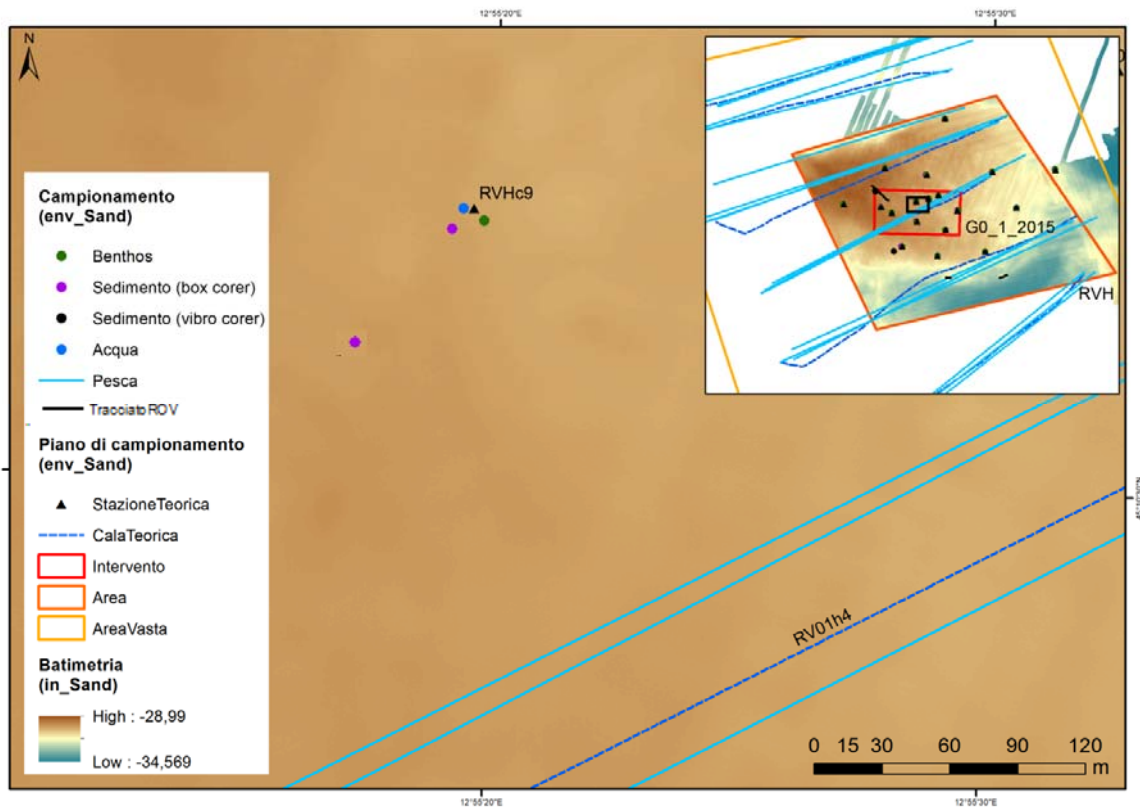 12°55'20"E
12°55'30"E
N
RVHc9
G0_1_2015
RVH
Campionamento
(env_Sand)
Benthos
Sedimento (box corer)
Sedimento (vibro corer)
Acqua
Pesca
Tracciato ROV
Piano di campionamento
(env_Sand)
StazioneTeorica
CalaTeorica
Intervento
Area
AreaVasta
Batimetria
(in_Sand)
High : -28,99
Low : -34,569
RV01h4
0 15 30 60 90 120
m
12°55'20"E
12°55'30"E